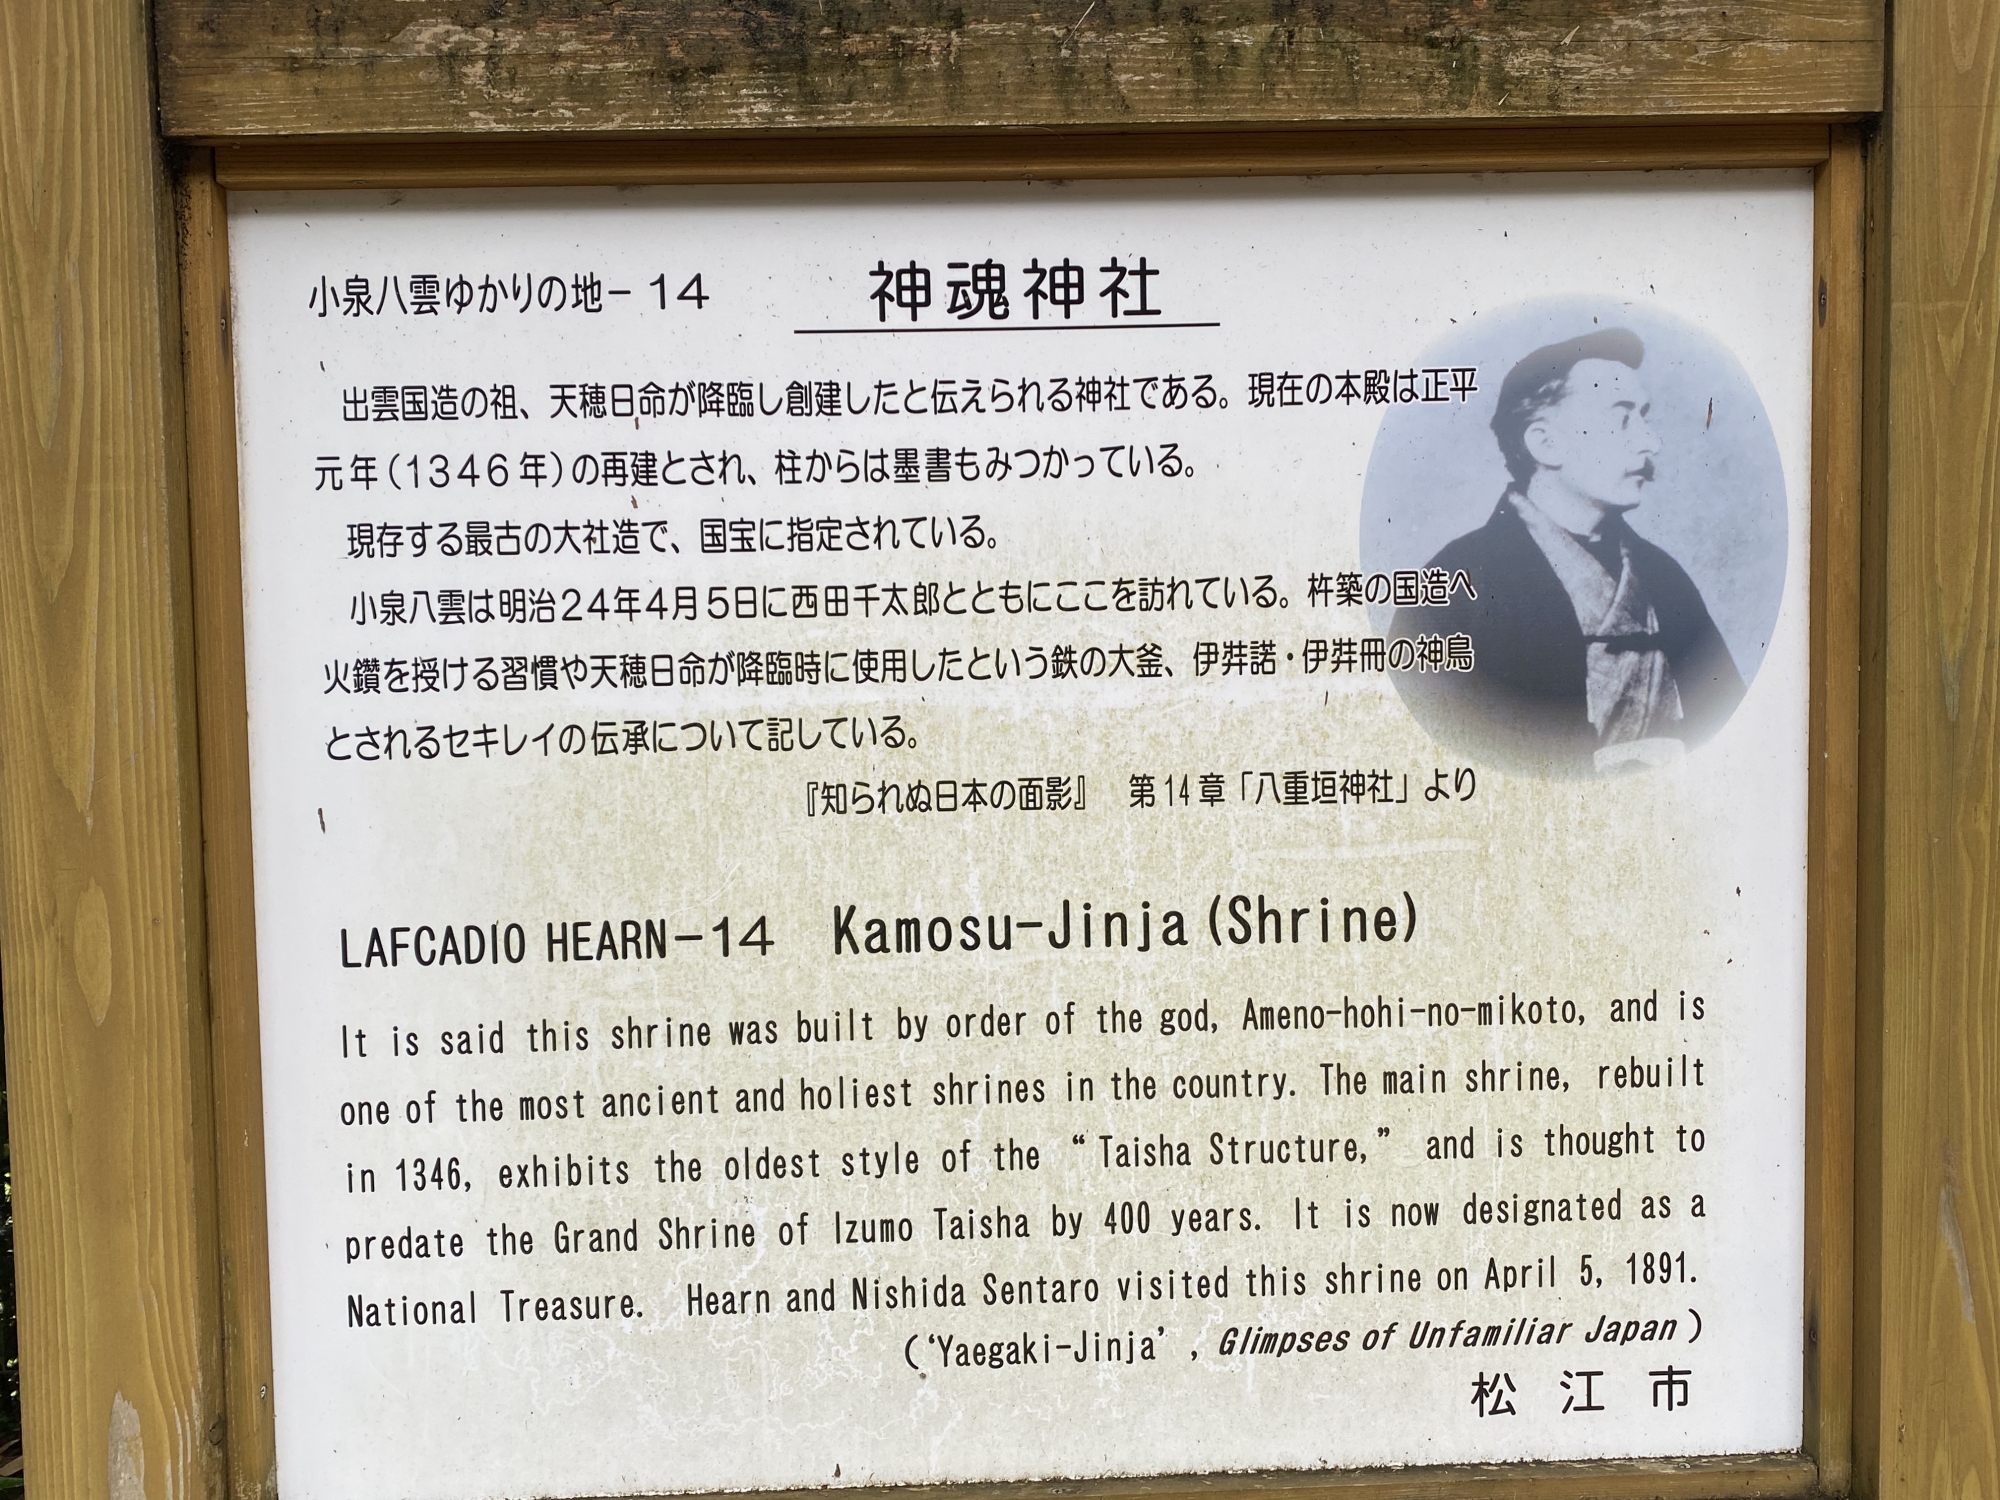 小泉八雲ゆかりの地−14 神魂神社
出雲国造の祖、天穂日命が降臨し創建したと伝えられる神社である。現在の本殿は正平
元年(1346年)の再建とされ、柱からは墨書もみつかっている。
現存する最古の大社造で、国宝に指定されている。
小泉八雲は明治24年4月5日に西田千太郎とともにここを訪れている。杵築の国造へ
火鑽を授ける習慣や天穂日命が降臨時に使用したという鉄の大釜、伊弉諾・伊弉冊の神鳥
とされるセキレイの伝承について記している。
『知られぬ日本の面影』 第14章「八重垣神社」より
LAFCADIO HEARN−14 Kamosu-Jinja(Shrine)
It is said this shrine was built by order of the god, Ameno-hohi-no-mikoto, and is
one of the most ancient and holiest shrines in the country. The main shrine, rebuilt
in 1346, exhibits the oldest style of the “Taisha Structure,” and is thought to
predate the Grand Shrine of Izumo Taisha by 400 years. It is now designated as a
National Treasure. Hearn and Nishida Sentaro visited this shrine on April 5, 1891.
(‘Yaegaki-Jinja’, Glimpses of Unfamiliar Japan)
松江市